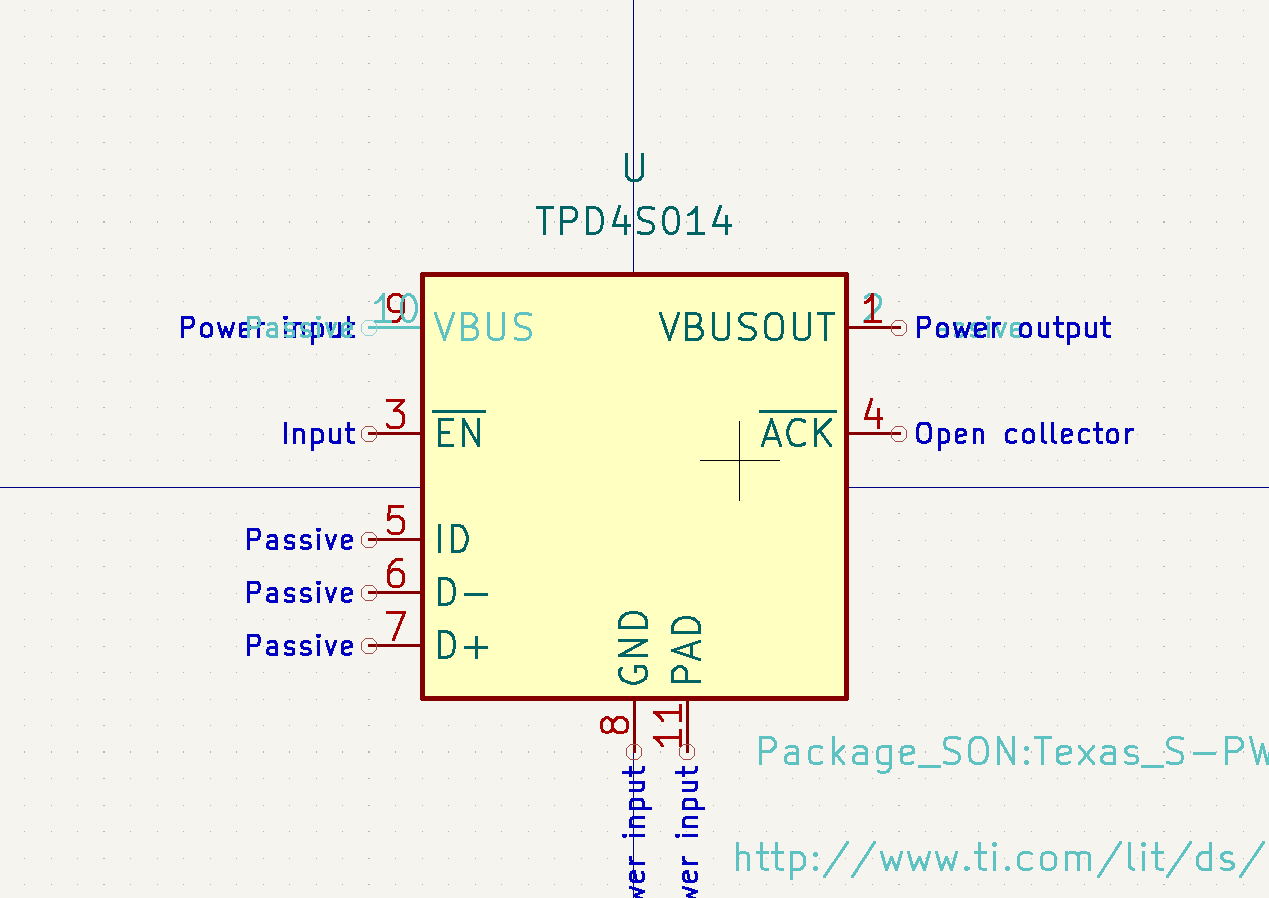 U
TPD4S014
Power input
Passive
9
10
VBUS
VBUSOUT
1
2
Power output
Passive
Input
3
EN
ACK
4
Open collector
Passive
5
ID
Passive
6
D-
Passive
7
D+
GND
PAD
8
11
wer input
wer input
Package_SON:Texas_S-PW
http://www.ti.com/lit/ds/